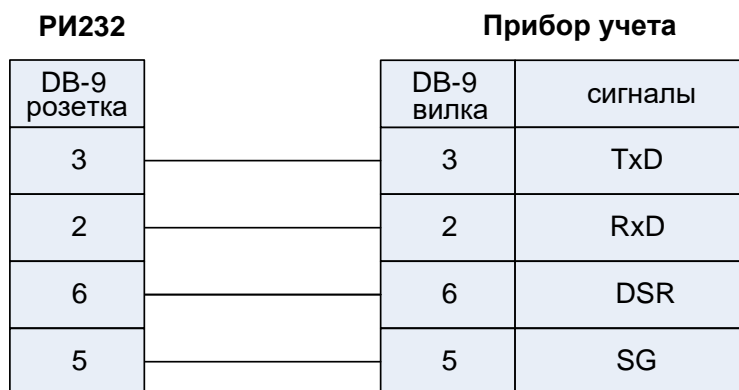 РИ232 Прибор учета
DB-9 розетка DB-9 вилка сигналы
3 3 TxD
2 2 RxD
6 6 DSR
5 5 SG